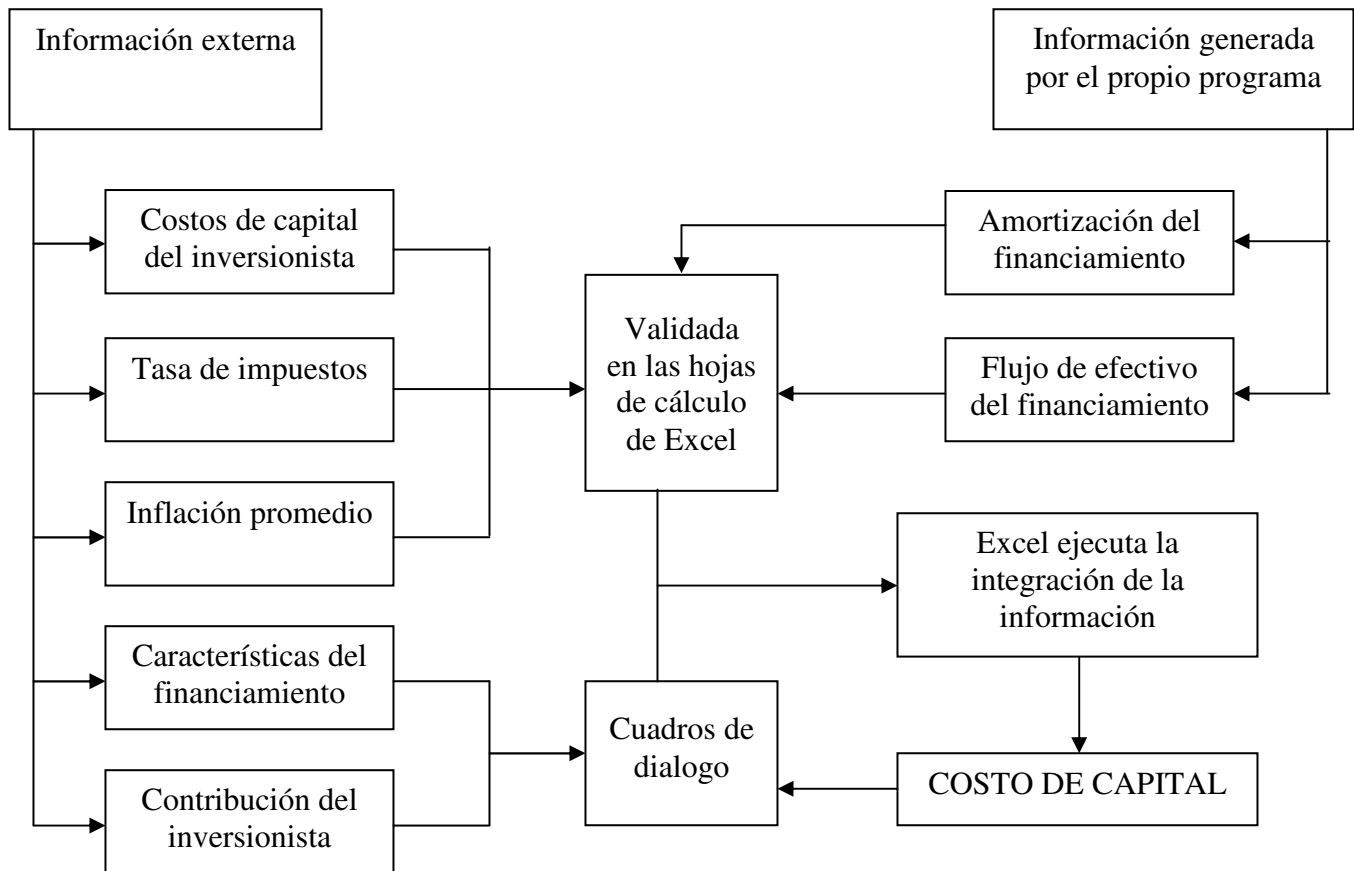 Información externa
Información generada
por el propio programa
Costos de capital
del inversionista
Amortización del
financiamiento
Tasa de impuestos
Validada
en las hojas
de cálculo
de Excel
Flujo de efectivo
del financiamiento
Inflación promedio
Excel ejecuta la
integración de la
información
Características del
financiamiento
Cuadros de
dialogo
COSTO DE CAPITAL
Contribución del
inversionista